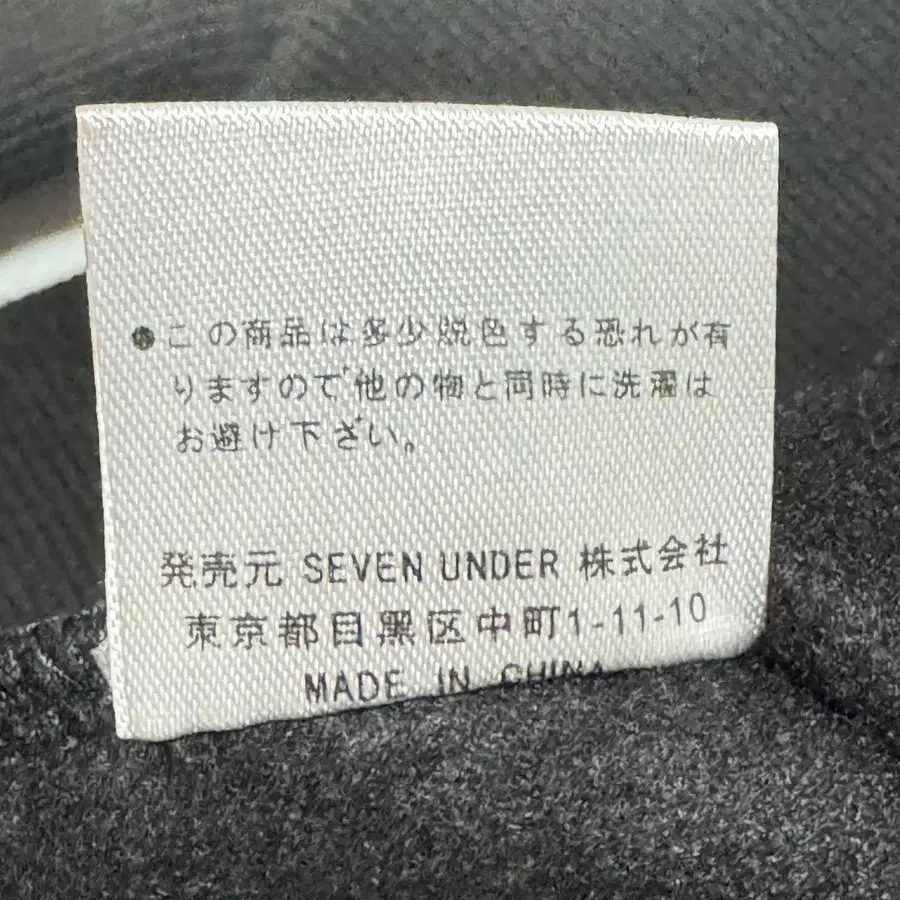 ●この商品は多少脱色する恐れが有
りますので他の物と同時に洗濯は
お避け下ざい。
発売元 SEVEN UNDER 株式会社
東京都目黒区中町1-11-10
MADE IN CHINA